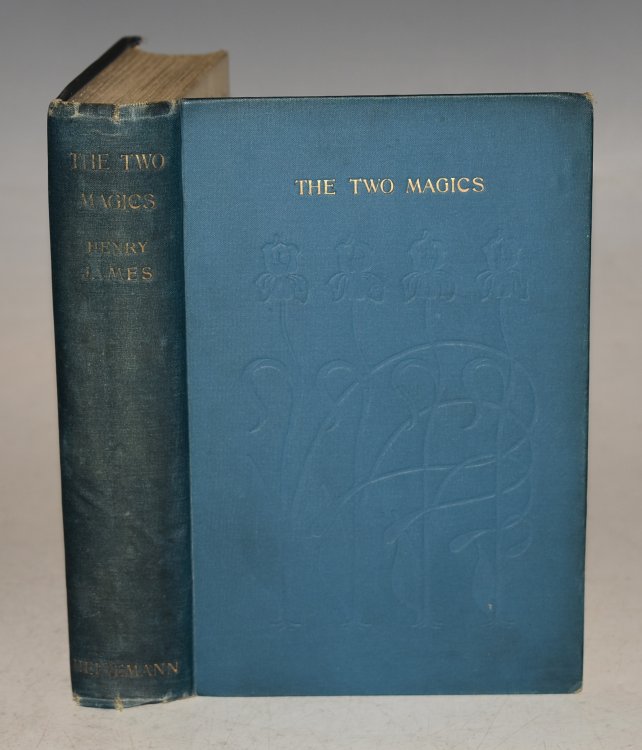 THE TWO
MAGICS
HENRY
JAMES
HEINEMANN
THE TWO MAGICS